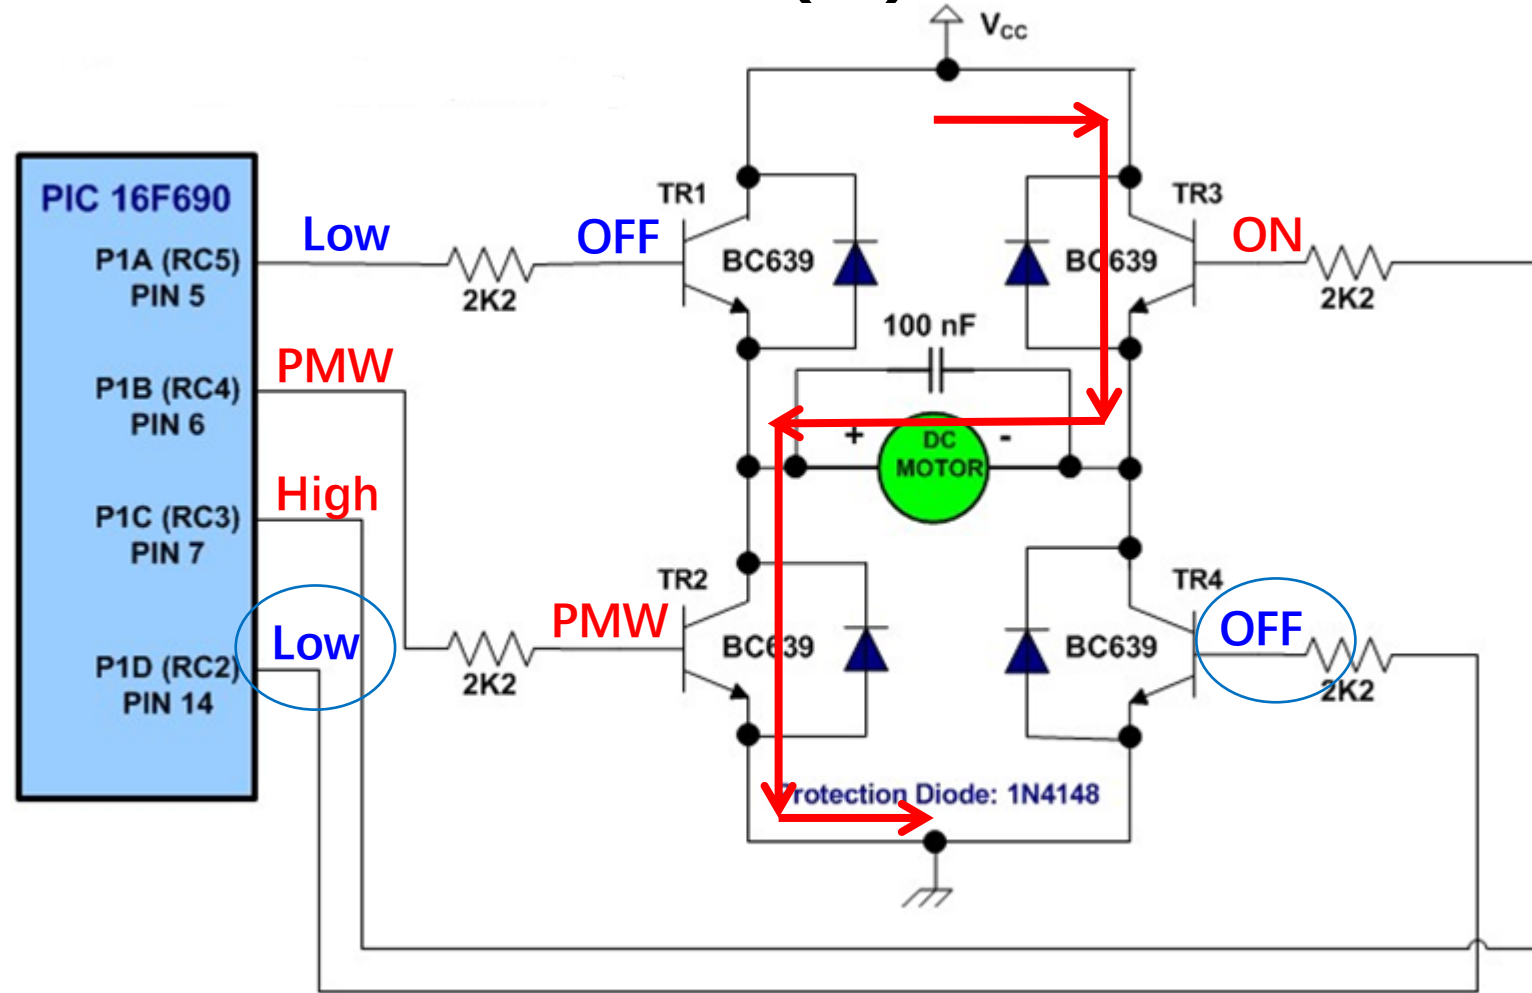 VCC
PIC 16F690
P1A (RC5)
PIN 5
Low
2K2
OFF
TR1
BC639
TR3
BC639
ON
2K2
100 nF
P1B (RC4)
PIN 6
PMW
+
DC
MOTOR
-
P1C (RC3)
PIN 7
High
P1D (RC2)
PIN 14
Low
2K2
PMW
TR2
BC639
TR4
BC639
OFF
2K2
Protection Diode: 1N4148